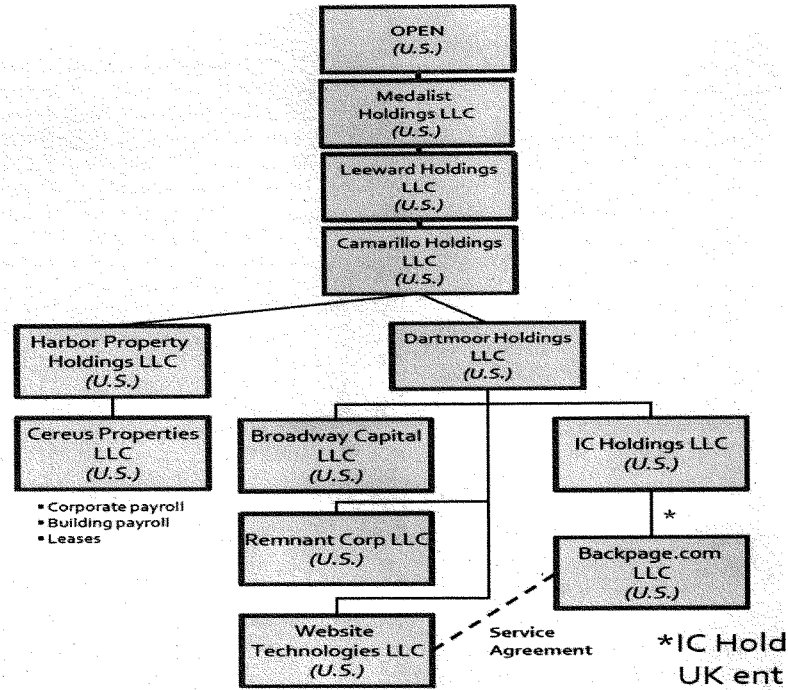 OPEN
(U.S.)
Medalist
Holdings LLC
(U.S.)
Leeward Holdings
LLC
(U.S.)
Camarillo Holdings
LLC
(U.S.)
Harbor Property
Holdings LLC
(U.S.)
Dartmoor Holdings
LLC
(U.S.)
Cereus Properties
LLC
(U.S.)
▪ Corporate payroll
▪ Building payroll
▪ Leases
Broadway Capital
LLC
(U.S.)
IC Holdings LLC
(U.S.)
*
Remnant Corp LLC
(U.S.)
Backpage.com
LLC
(U.S.)
Website
Technologies LLC
(U.S.)
Service
Agreement
*IC Hold
UK ent